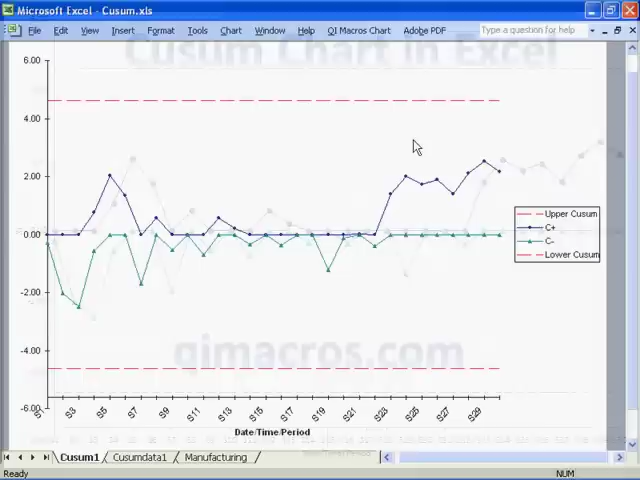 Microsoft Excel - Cusum.xls
File Edit View Insert Format Tools Chart Window Help QI Macros Chart Adobe PDF Type a question for help
Cusum Chart in Excel
6.00
4.00
2.00
0.00
-2.00
-4.00
-6.00
Upper Cusum
C+
C-
Lower Cusum
qimacros.com
S1 S3 S5 S7 S9 S11 S13 S15 S17 S19 S21 S23 S25 S27 S29
Date/Time/Period
Cusum1 Cusumdata1 Manufacturing
Ready NUM